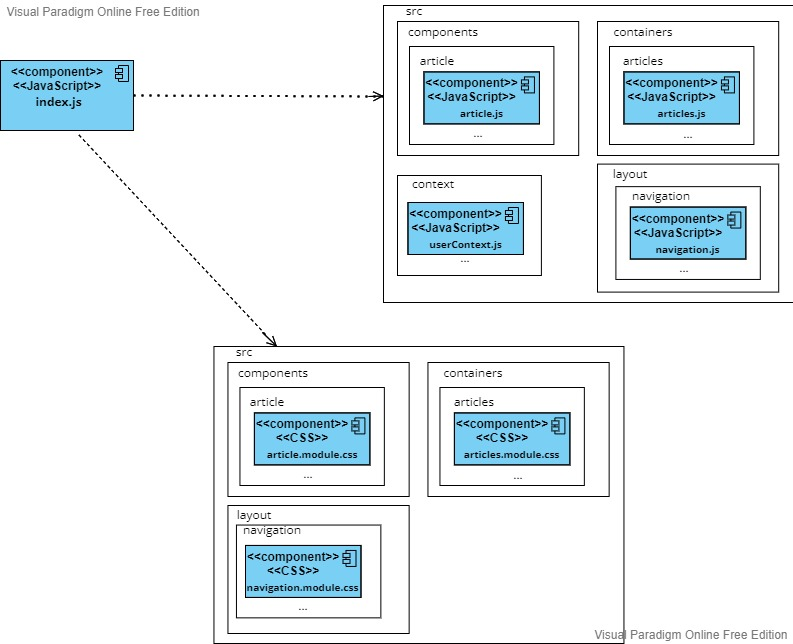 Visual Paradigm Online Free Edition
<<component>>
<<JavaScript>>
index.js
src
components
article
<<component>>
<<JavaScript>>
article.js
...
containers
articles
<<component>>
<<JavaScript>>
articles.js
...
context
<<component>>
<<JavaScript>>
userContext.js
...
layout
navigation
<<component>>
<<JavaScript>>
navigation.js
...
src
components
article
<<component>>
<<CSS>>
article.module.css
...
containers
articles
<<component>>
<<CSS>>
articles.module.css
...
layout
navigation
<<component>>
<<CSS>>
navigation.module.css
...
Visual Paradigm Online Free Edition